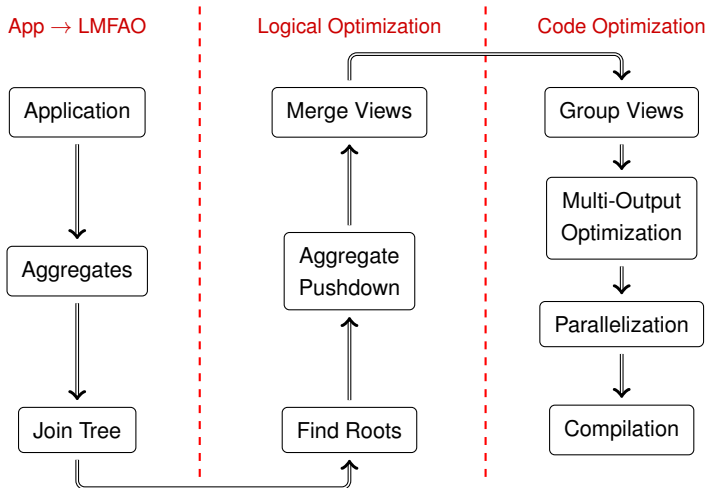 App → LMFAO
Logical Optimization
Code Optimization
Application
Aggregates
Join Tree
Merge Views
Aggregate
Pushdown
Find Roots
Group Views
Multi-Output
Optimization
Parallelization
Compilation